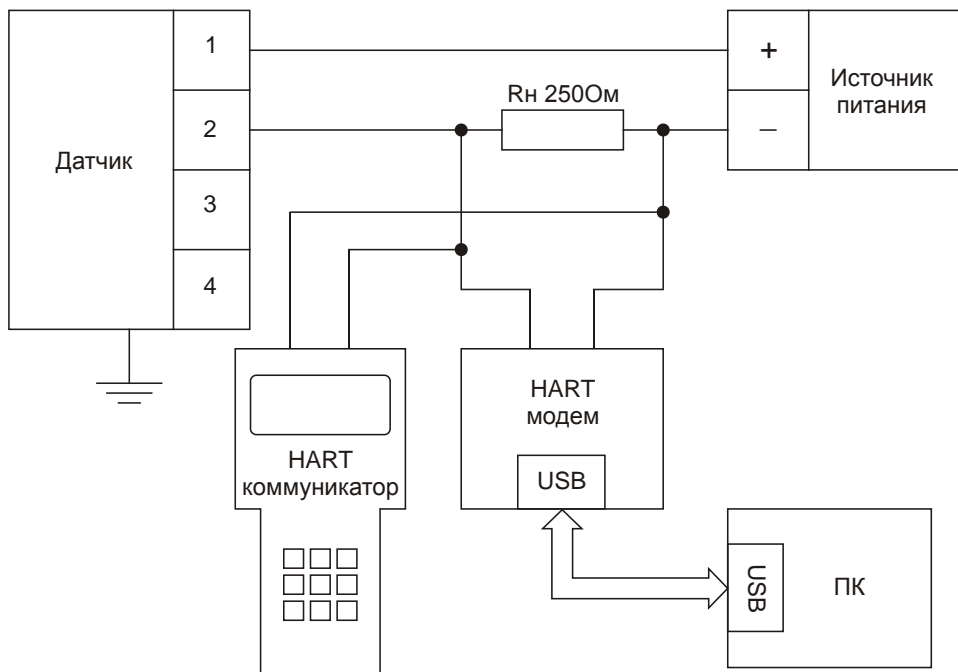 Датчик
1
2
3
4
Rн 250Ом
+
–
Источник
питания
HART
коммуникатор
HART
модем
USB
USB
ПК